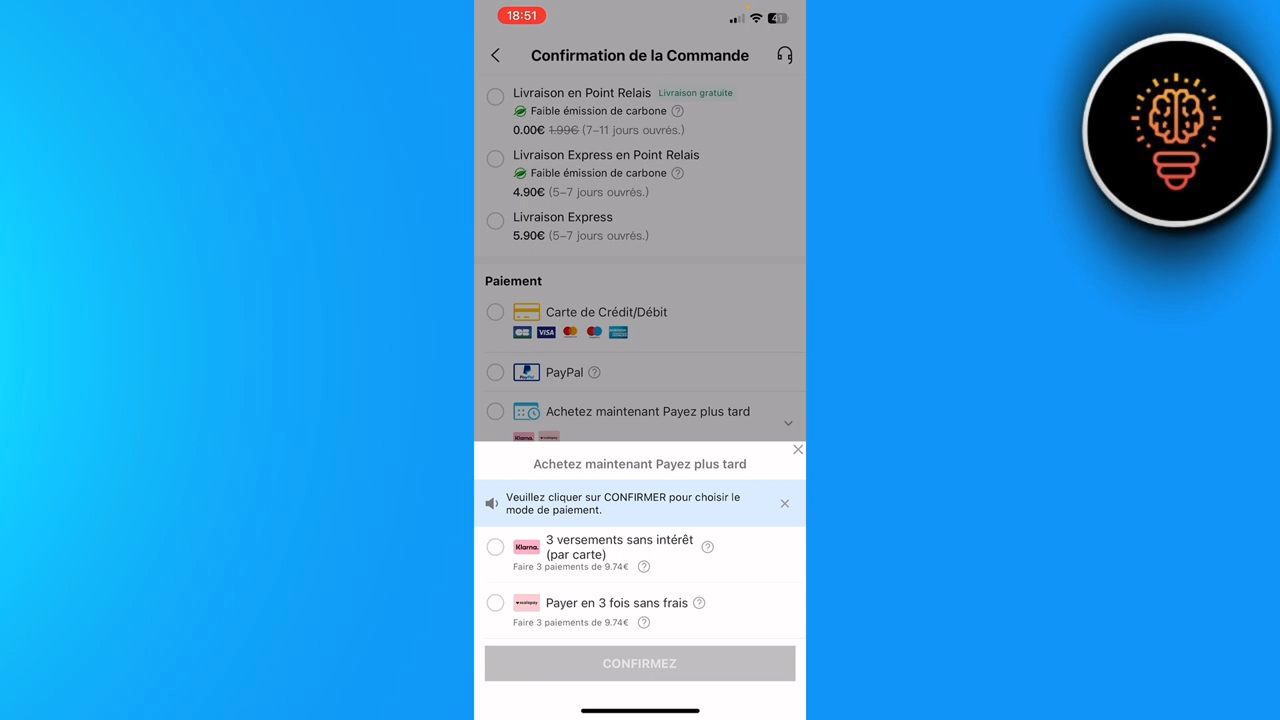 18:51
41
Confirmation de la Commande
Livraison en Point Relais Livraison gratuite
Faible émission de carbone ?
0.00€ 1.99€ (7-11 jours ouvrés.)
Livraison Express en Point Relais
Faible émission de carbone ?
4.90€ (5-7 jours ouvrés.)
Livraison Express
5.90€ (5-7 jours ouvrés.)
Paiement
Carte de Crédit/Débit
CB VISA
PayPal PayPal ?
Achetez maintenant Payez plus tard
Klarna. scalapay
Achetez maintenant Payez plus tard
Veuillez cliquer sur CONFIRMER pour choisir le
mode de paiement.
Klarna. 3 versements sans intérêt ?
(par carte)
Faire 3 paiements de 9.74€ ?
scalapay Payer en 3 fois sans frais ?
Faire 3 paiements de 9.74€ ?
CONFIRMEZ